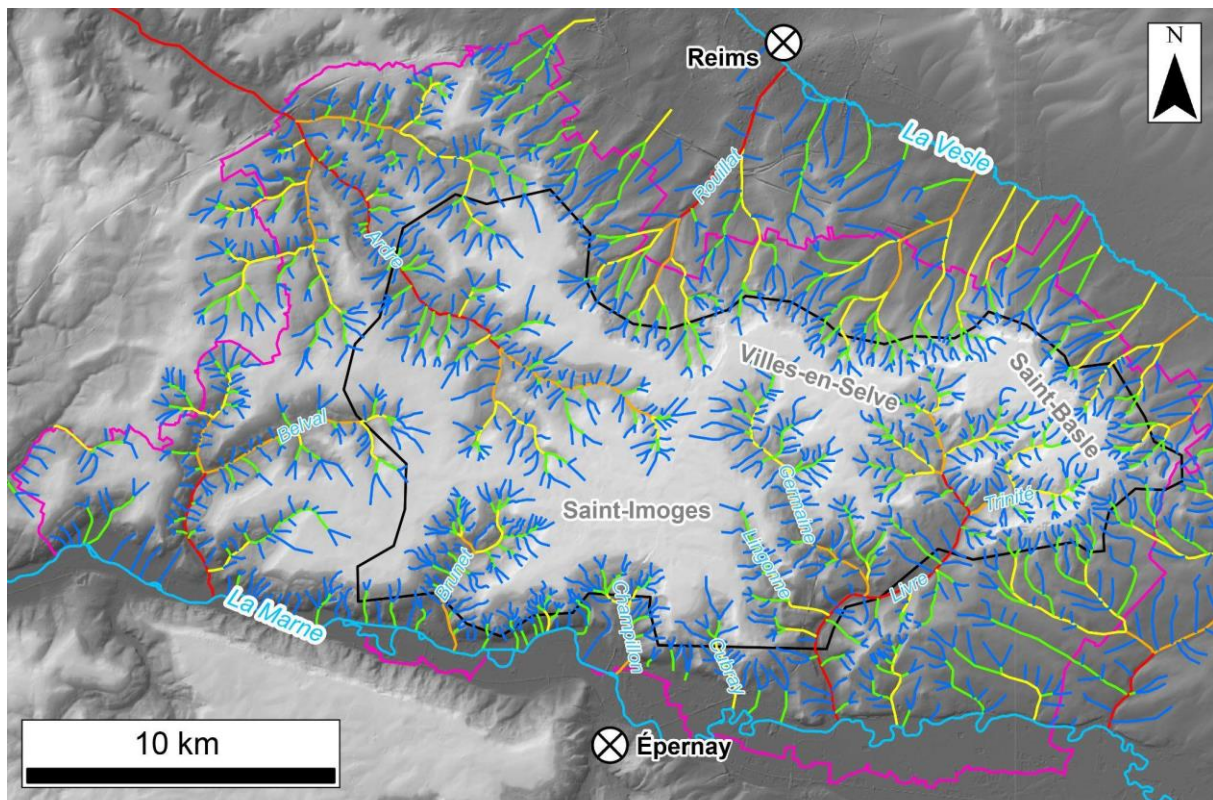 N
Reims
La Vesle
Rouillat
Ardre
Villes-en-Selve
Saint-Basle
Belval
Germaine
Trinité
Saint-Imoges
Lingonne
Brunet
Livre
Champillon
La Marne
Cubray
10 km
Épernay